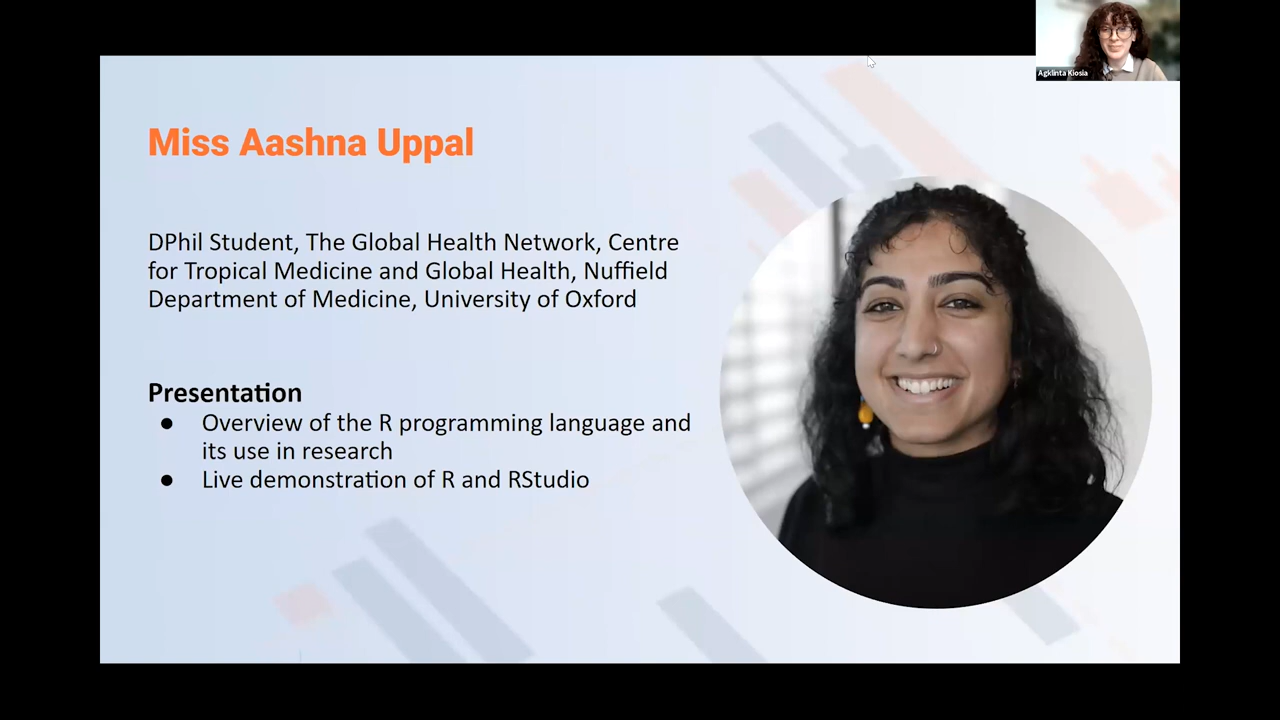 Agklinta Kiosia
Miss Aashna Uppal
DPhil Student, The Global Health Network, Centre
for Tropical Medicine and Global Health, Nuffield
Department of Medicine, University of Oxford
Presentation
● Overview of the R programming language and
its use in research
● Live demonstration of R and RStudio